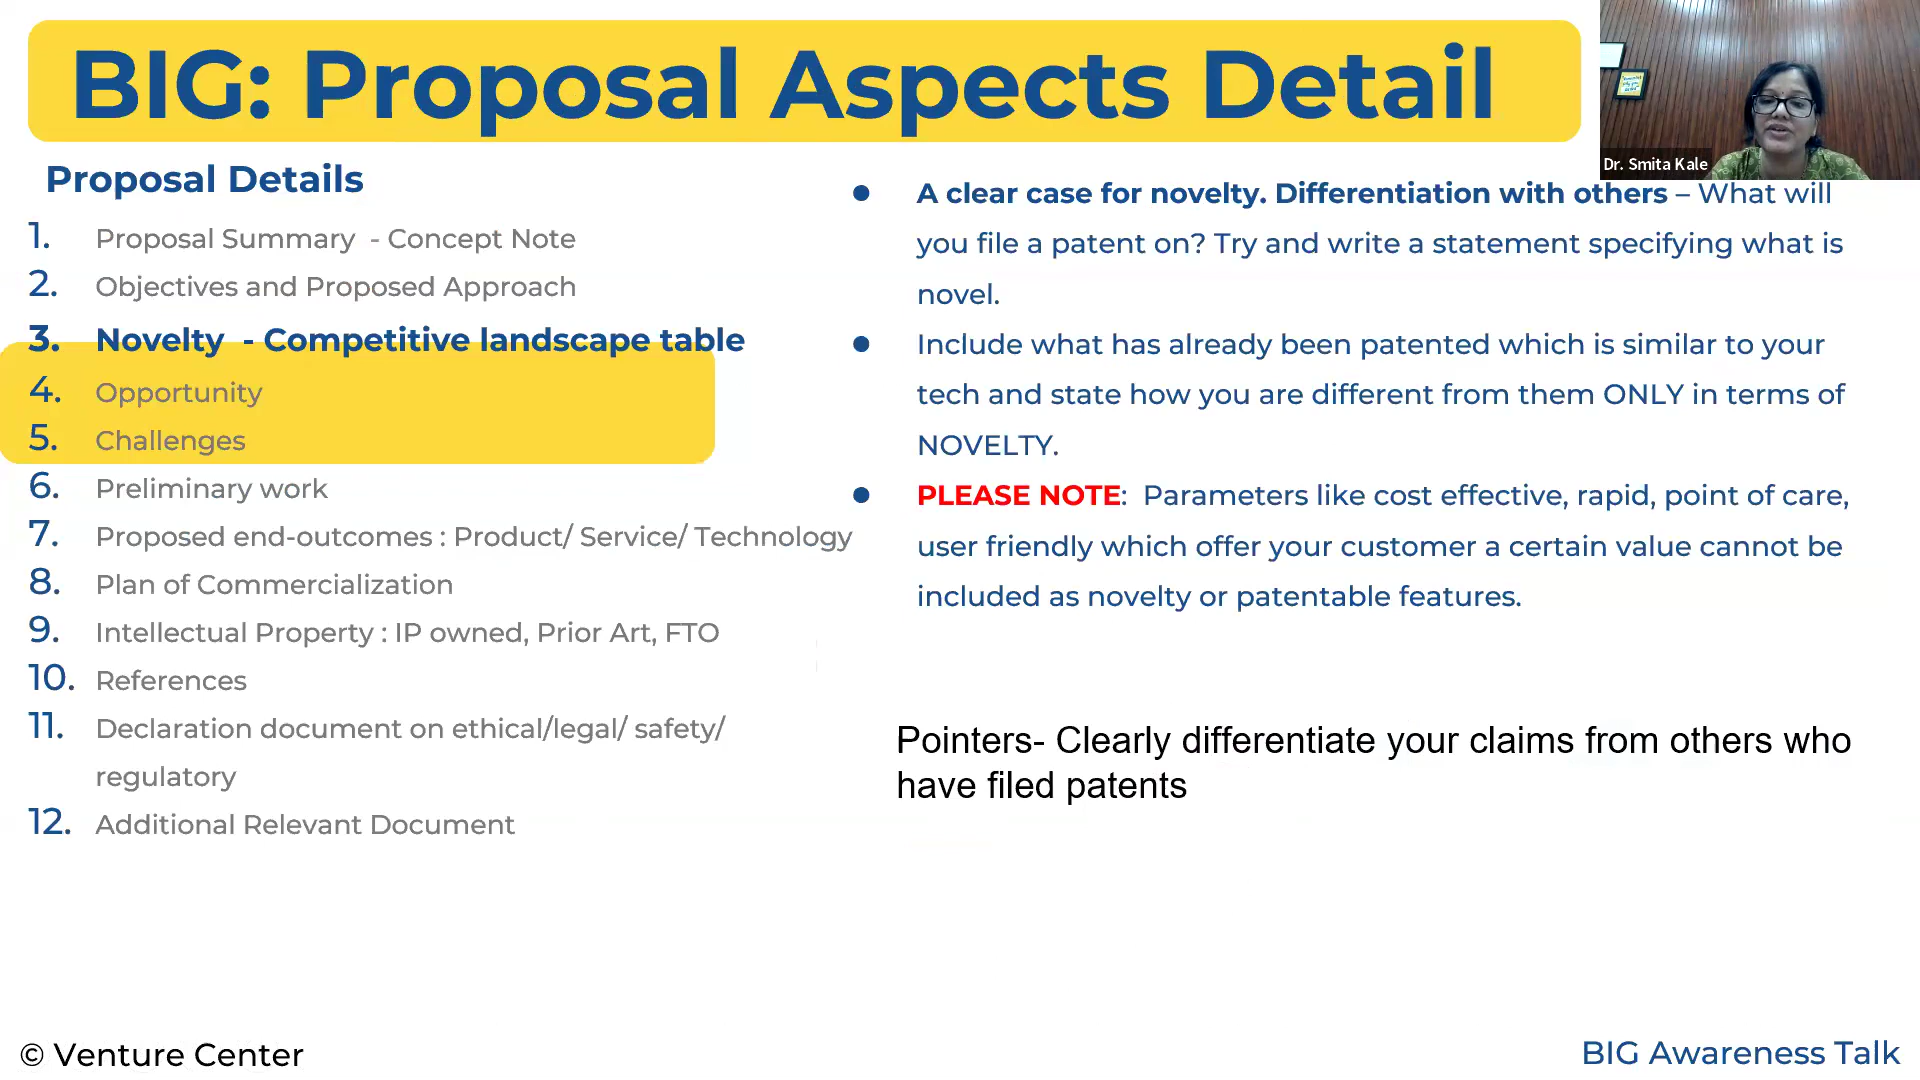 BIG: Proposal Aspects Detail
Dr. Smita Kale
Proposal Details
1. Proposal Summary - Concept Note
2. Objectives and Proposed Approach
3. Novelty - Competitive landscape table
4. Opportunity
5. Challenges
6. Preliminary work
7. Proposed end-outcomes : Product/ Service/ Technology
8. Plan of Commercialization
9. Intellectual Property : IP owned, Prior Art, FTO
10. References
11. Declaration document on ethical/legal/ safety/
regulatory
12. Additional Relevant Document
● A clear case for novelty. Differentiation with others – What will
you file a patent on? Try and write a statement specifying what is
novel.
● Include what has already been patented which is similar to your
tech and state how you are different from them ONLY in terms of
NOVELTY.
● PLEASE NOTE: Parameters like cost effective, rapid, point of care,
user friendly which offer your customer a certain value cannot be
included as novelty or patentable features.
Pointers- Clearly differentiate your claims from others who
have filed patents
© Venture Center
BIG Awareness Talk